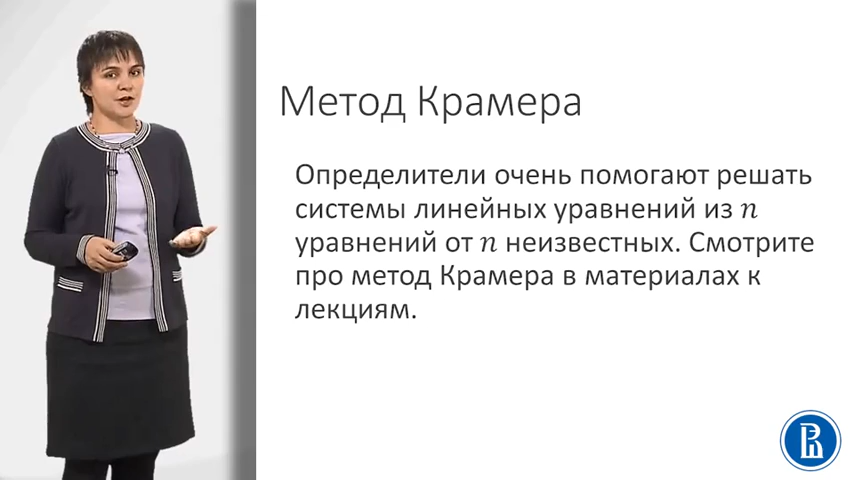 Метод Крамера
Определители очень помогают решать
системы линейных уравнений из n
уравнений от n неизвестных. Смотрите
про метод Крамера в материалах к
лекциям.